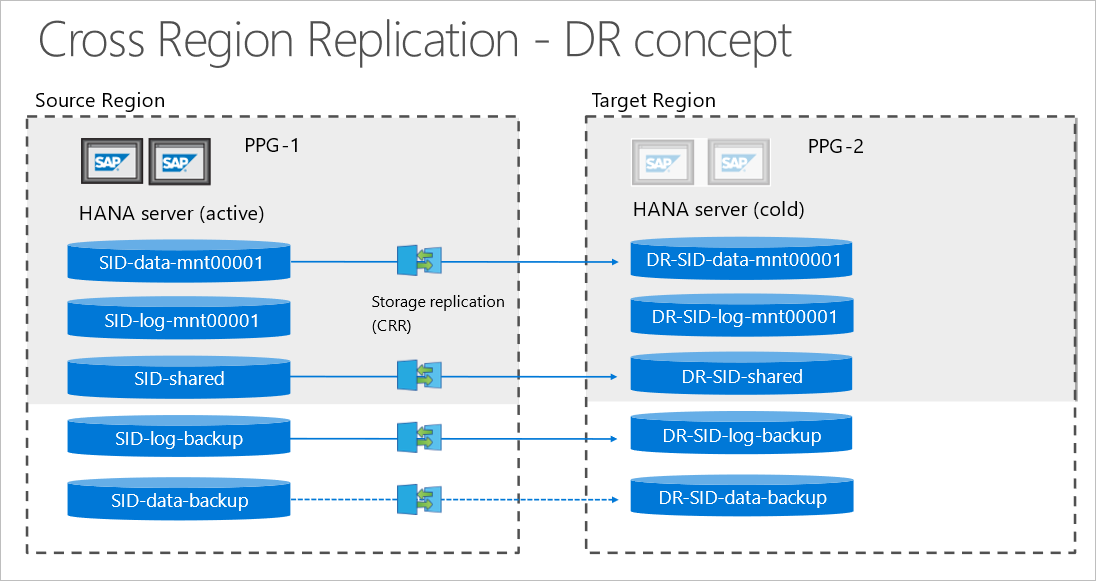 Cross Region Replication - DR concept
Source Region
Target Region
SAP
SAP
PPG-1
SAP
SAP
PPG-2
HANA server (active)
HANA server (cold)
SID-data-mnt00001
DR-SID-data-mnt00001
Storage replication
(CRR)
SID-log-mnt00001
DR-SID-log-mnt00001
SID-shared
DR-SID-shared
SID-log-backup
DR-SID-log-backup
SID-data-backup
DR-SID-data-backup